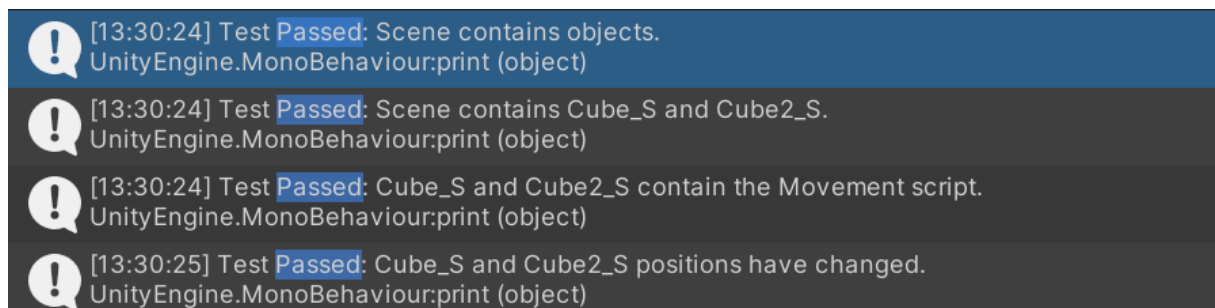 [13:30:24] Test Passed: Scene contains objects.
UnityEngine.MonoBehaviour:print (object)
[13:30:24] Test Passed: Scene contains Cube_S and Cube2_S.
UnityEngine.MonoBehaviour:print (object)
[13:30:24] Test Passed: Cube_S and Cube2_S contain the Movement script.
UnityEngine.MonoBehaviour:print (object)
[13:30:25] Test Passed: Cube_S and Cube2_S positions have changed.
UnityEngine.MonoBehaviour:print (object)